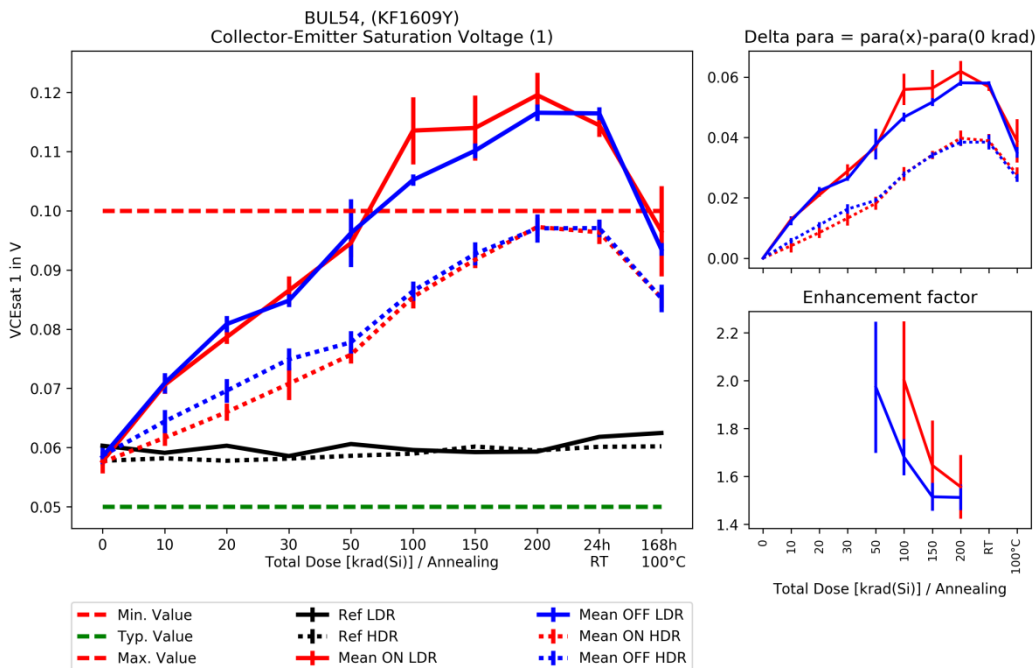 BUL54, (KF1609Y)
Collector-Emitter Saturation Voltage (1)
VCEsat 1 in V
0.12
0.11
0.10
0.09
0.08
0.07
0.06
0.05
0 10 20 30 50 100 150 200 24h 168h
RT 100°C
Total Dose [krad(Si)] / Annealing
Delta para = para(x)-para(0 krad)
0.06
0.04
0.02
0.00
Enhancement factor
2.2
2.0
1.8
1.6
1.4
0 10 20 30 50 100 150 200 RT 100°C
Total Dose [krad(Si)] / Annealing
Min. Value
Typ. Value
Max. Value
Ref LDR
Ref HDR
Mean ON LDR
Mean OFF LDR
Mean ON HDR
Mean OFF HDR